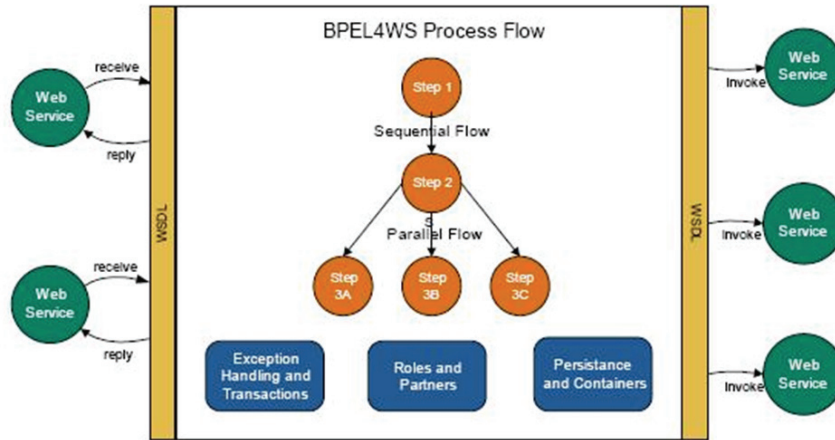 BPEL4WS Process Flow
receive
Web
Service
reply
receive
Web
Service
reply
WSDL
Step 1
Sequential Flow
Step 2
S
Parallel Flow
Step
3A
Step
3B
Step
3C
Exception
Handling and
Transactions
Roles and
Partners
Persistance
and Containers
WSDL
Invoke
Web
Service
Invoke
Web
Service
Invoke
Web
Service